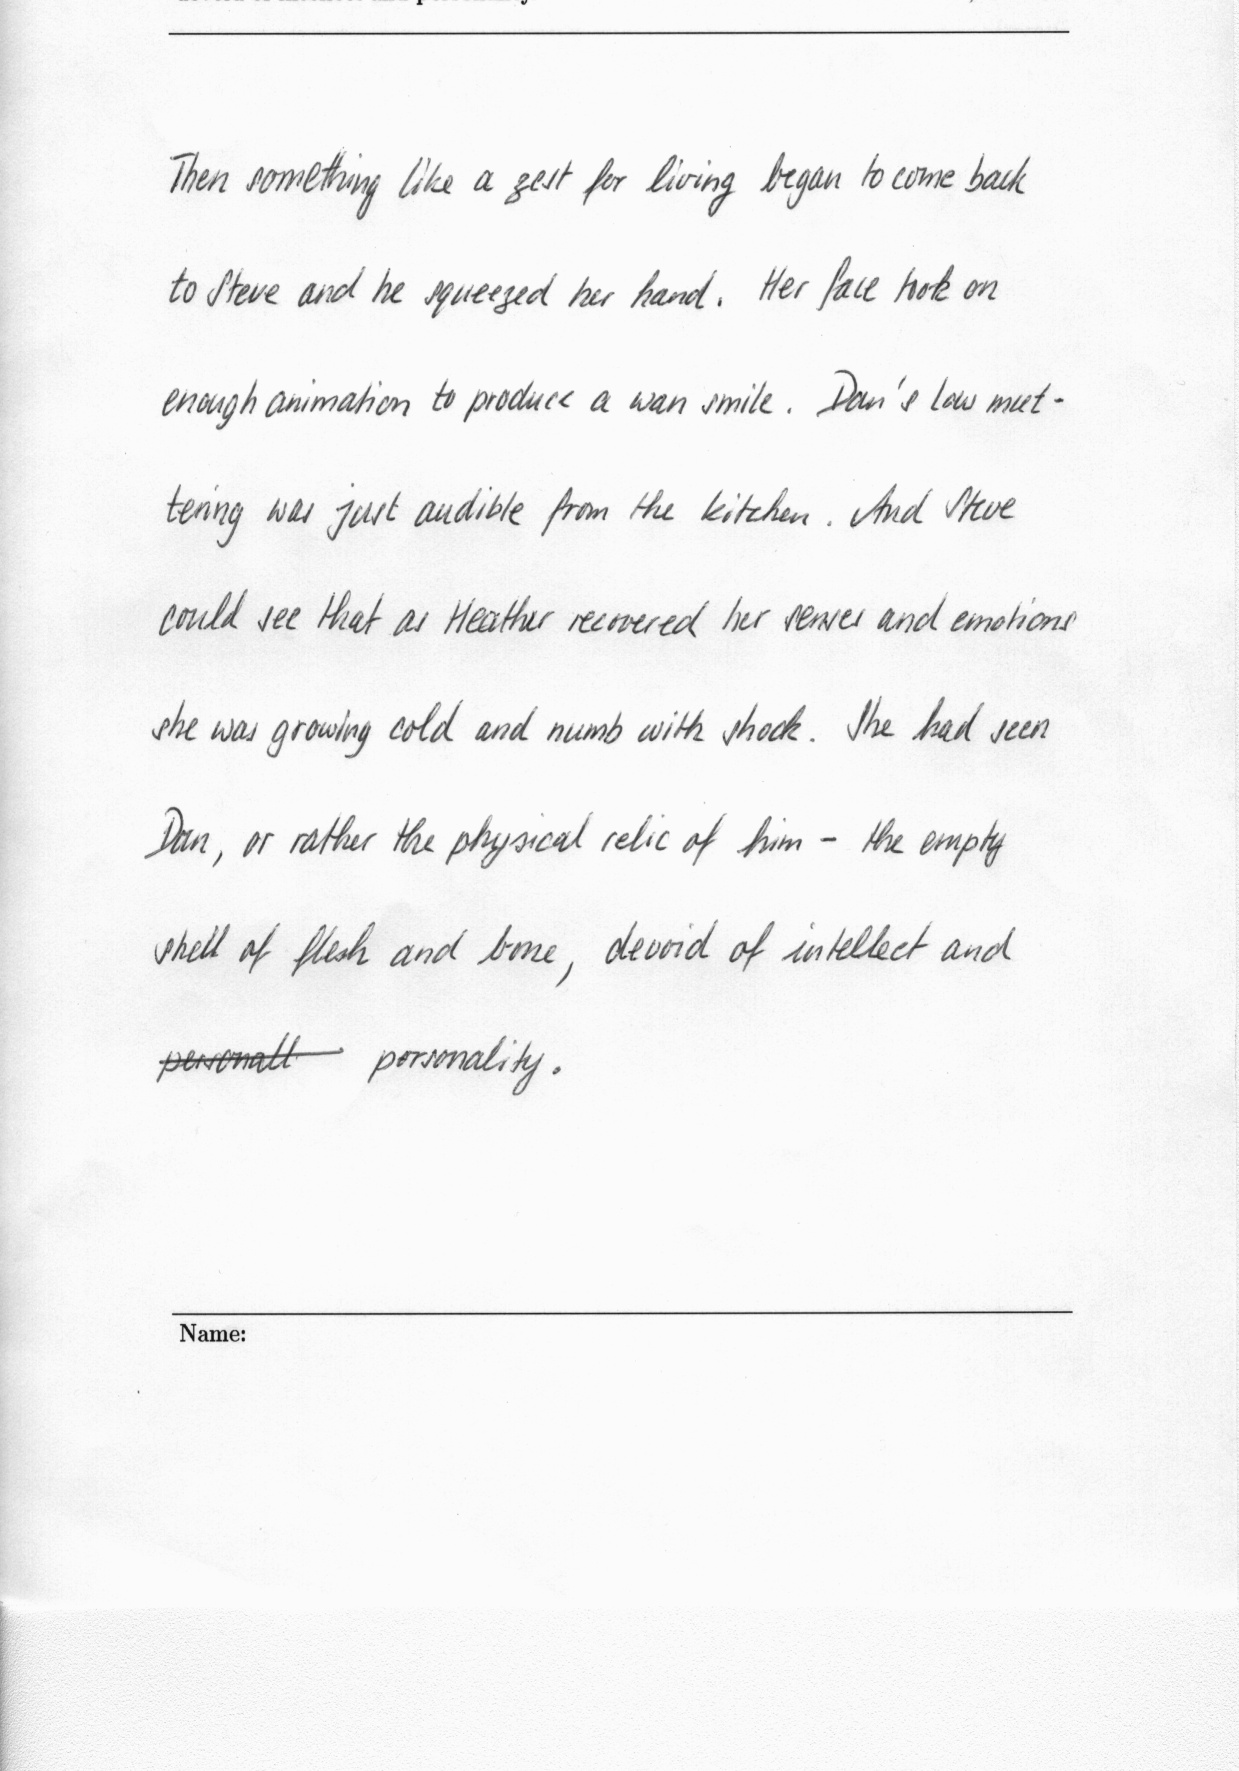 Then something like a zest for living began to come back
to Steve and he squeezed her hand. Her face took on
enough animation to produce a wan smile. Dan's low mut-
tering was just audible from the kitchen. And Steve
could see that as Heather recovered her senses and emotions
she was growing cold and numb with shock. She had seen
Dan, or rather the physical relic of him - the empty
shell of flesh and bone, devoid of intellect and
personall personality.
Name: